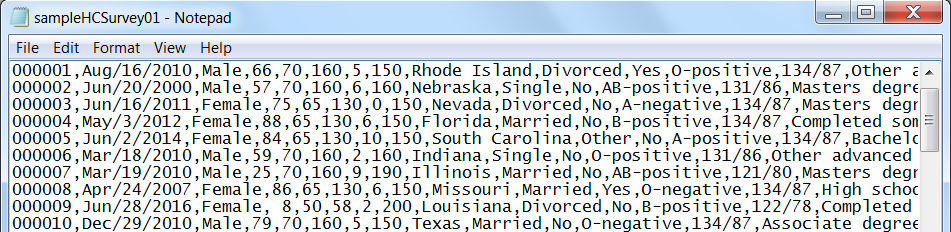 sampleHCSurvey01 - Notepad
File Edit Format View Help
000001,Aug/16/2010,Male,66,70,160,5,150,Rhode Island,Divorced,Yes,O-positive,134/87,Other a
000002,Jun/20/2000,Male,57,70,160,6,160,Nebraska,Single,No,AB-positive,131/86,Masters degre
000003,Jun/16/2011,Female,75,65,130,0,150,Nevada,Divorced,No,A-negative,134/87,Masters degr
000004,May/3/2012,Female,88,65,130,6,150,Florida,Married,No,B-positive,134/87,Completed som
000005,Jun/2/2014,Female,84,65,130,10,150,South Carolina,Other,No,A-positive,134/87,Bachelo
000006,Mar/18/2010,Male,59,70,160,2,160,Indiana,Single,No,O-positive,131/86,Other advanced
000007,Mar/19/2010,Male,25,70,160,9,190,Illinois,Married,No,AB-positive,121/80,Masters degr
000008,Apr/24/2007,Female,86,65,130,6,150,Missouri,Married,Yes,O-negative,134/87,High schoo
000009,Jun/28/2016,Female, 8,50,58,2,200,Louisiana,Divorced,No,B-positive,122/78,Completed
000010,Dec/29/2010,Male,79,70,160,5,150,Texas,Married,No,O-negative,134/87,Associate degree